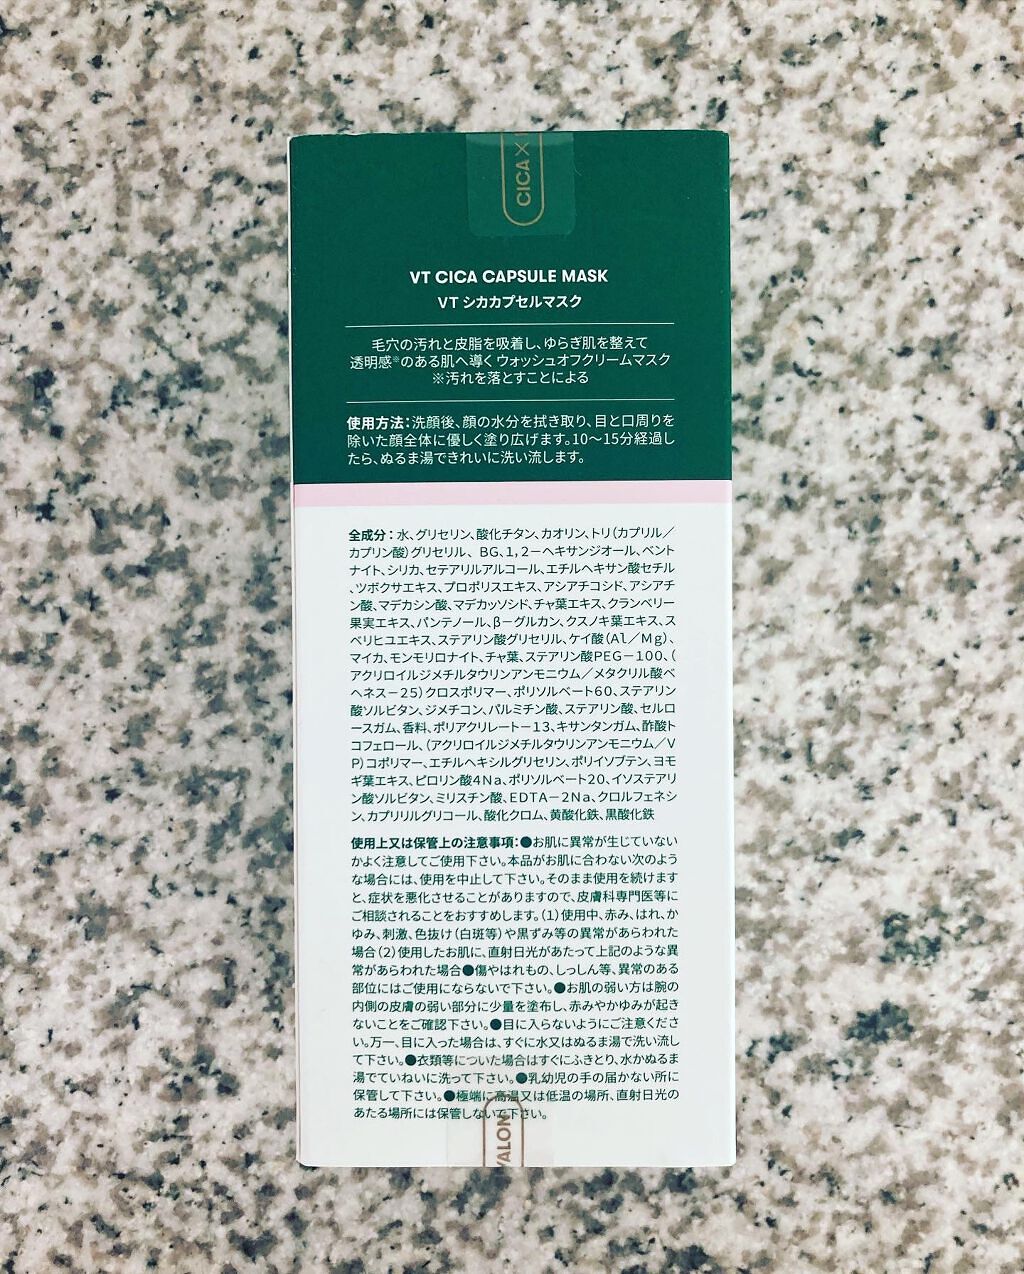 CICA×
VT CICA CAPSULE MASK
VT シカカプセルマスク
毛穴の汚れと皮脂を吸着し、ゆらぎ肌を整えて
透明感※のある肌へ導く ウォッシュオフクリームマスク
※汚れを落とすことによる
使用方法：洗顔後、顔の水分を拭き取り、目と口周りを
除いた顔全体に優しく塗り広げます。10～15分経過し
たら、ぬるま湯できれいに洗い流します。
全成分：水、グリセリン、酸化チタン、カオリン、トリ（カプリル／
カプリン酸）グリセリル、BG、1，2－ヘキサンジオール、ベント
ナイト、シリカ、セテアリルアルコール、エチルヘキサン酸セチル
、ツボクサエキス、プロポリスエキス、アシアチコシド、アシアチ
ン酸、マデカシン酸、マデカッソシド、チャ葉エキス、クランベリー
果実エキス、パンテノール、β－グルカン、クスノキ葉エキス、ス
ベリヒユエキス、ステアリン酸グリセリル、ケイ酸（Al／Mg）、
マイカ、モンモリロナイト、チャ葉、ステアリン酸PEG－100、（
アクリロイルジメチルタウリンアンモニウム／メタクリル酸ベ
ヘネス－25）クロスポリマー、ポリソルベート60、ステアリン
酸ソルビタン、ジメチコン、パルミチン酸、ステアリン酸、セルロ
ースガム、香料、ポリアクリレート－13、キサンタンガム、酢酸ト
コフェロール、（アクリロイルジメチルタウリンアンモニウム／V
P）コポリマー、エチルヘキシルグリセリン、ポリイソブテン、ヨモ
ギ葉エキス、ピロリン酸4Na、ポリソルベート20、イソステアリ
ン酸ソルビタン、ミリスチン酸、EDTA－2Na、クロルフェネシ
ン、カプリリルグリコール、酸化クロム、黄酸化鉄、黒酸化鉄
使用上又は保管上の注意事項：●お肌に異常が生じていない
かよく注意してご使用下さい。本品がお肌に合わない次のよう
な場合には、使用を中止して下さい。そのまま使用を続けます
と、症状を悪化させることがありますので、皮膚科専門医等に
ご相談されることをおすすめします。（1）使用中、赤み、はれ、か
ゆみ、刺激、色抜け（白斑等）や黒ずみ等の異常があらわれた
場合（2）使用したお肌に、直射日光があたって上記のような異
常があらわれた場合●傷やはれもの、しっしん等、異常のある
部位にはご使用にならないで下さい。●お肌の弱い方は腕の
内側の皮膚の弱い部分に少量を塗布し、赤みやかゆみが起き
ないことをご確認下さい。●目に入らないようにご注意くださ
い。万一、目に入った場合は、すぐに水又はぬるま湯で洗い流し
て下さい。●衣類等についた場合はすぐにふきとり、水かぬるま
湯でていねいに洗って下さい。●乳幼児の手の届かない所に
保管して下さい。●極端に高温又は低温の場所、直射日光の
あたる場所には保管しないで下さい。
VALON